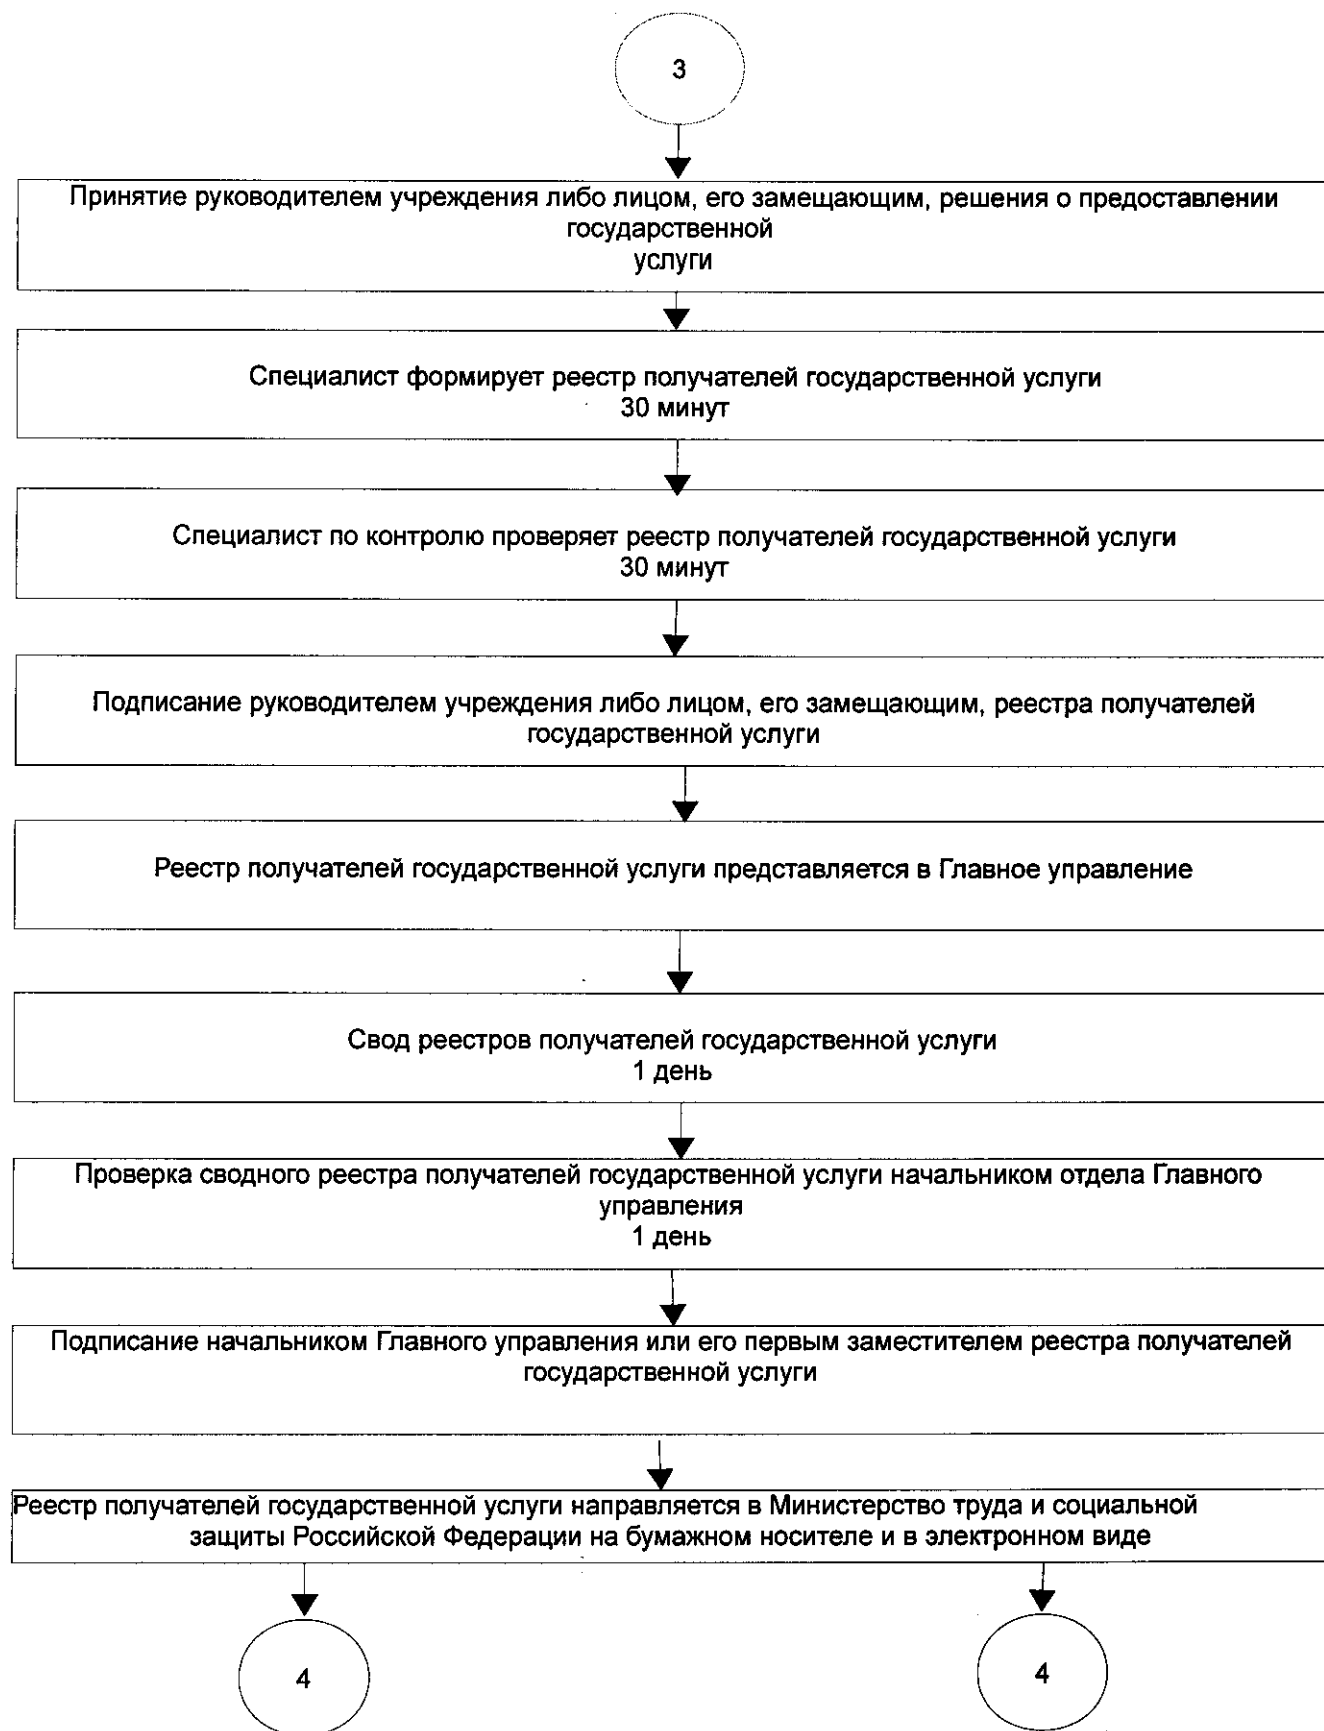 3
Принятие руководителем учреждения либо лицом, его замещающим, решения о предоставлении
государственной
услуги
Специалист формирует реестр получателей государственной услуги
30 минут
Специалист по контролю проверяет реестр получателей государственной услуги
30 минут
Подписание руководителем учреждения либо лицом, его замещающим, реестра получателей
государственной услуги
Реестр получателей государственной услуги представляется в Главное управление
Свод реестров получателей государственной услуги
1 день
Проверка сводного реестра получателей государственной услуги начальником отдела Главного
управления
1 день
Подписание начальником Главного управления или его первым заместителем реестра получателей
государственной услуги
Реестр получателей государственной услуги направляется в Министерство труда и социальной
защиты Российской Федерации на бумажном носителе и в электронном виде
4
4